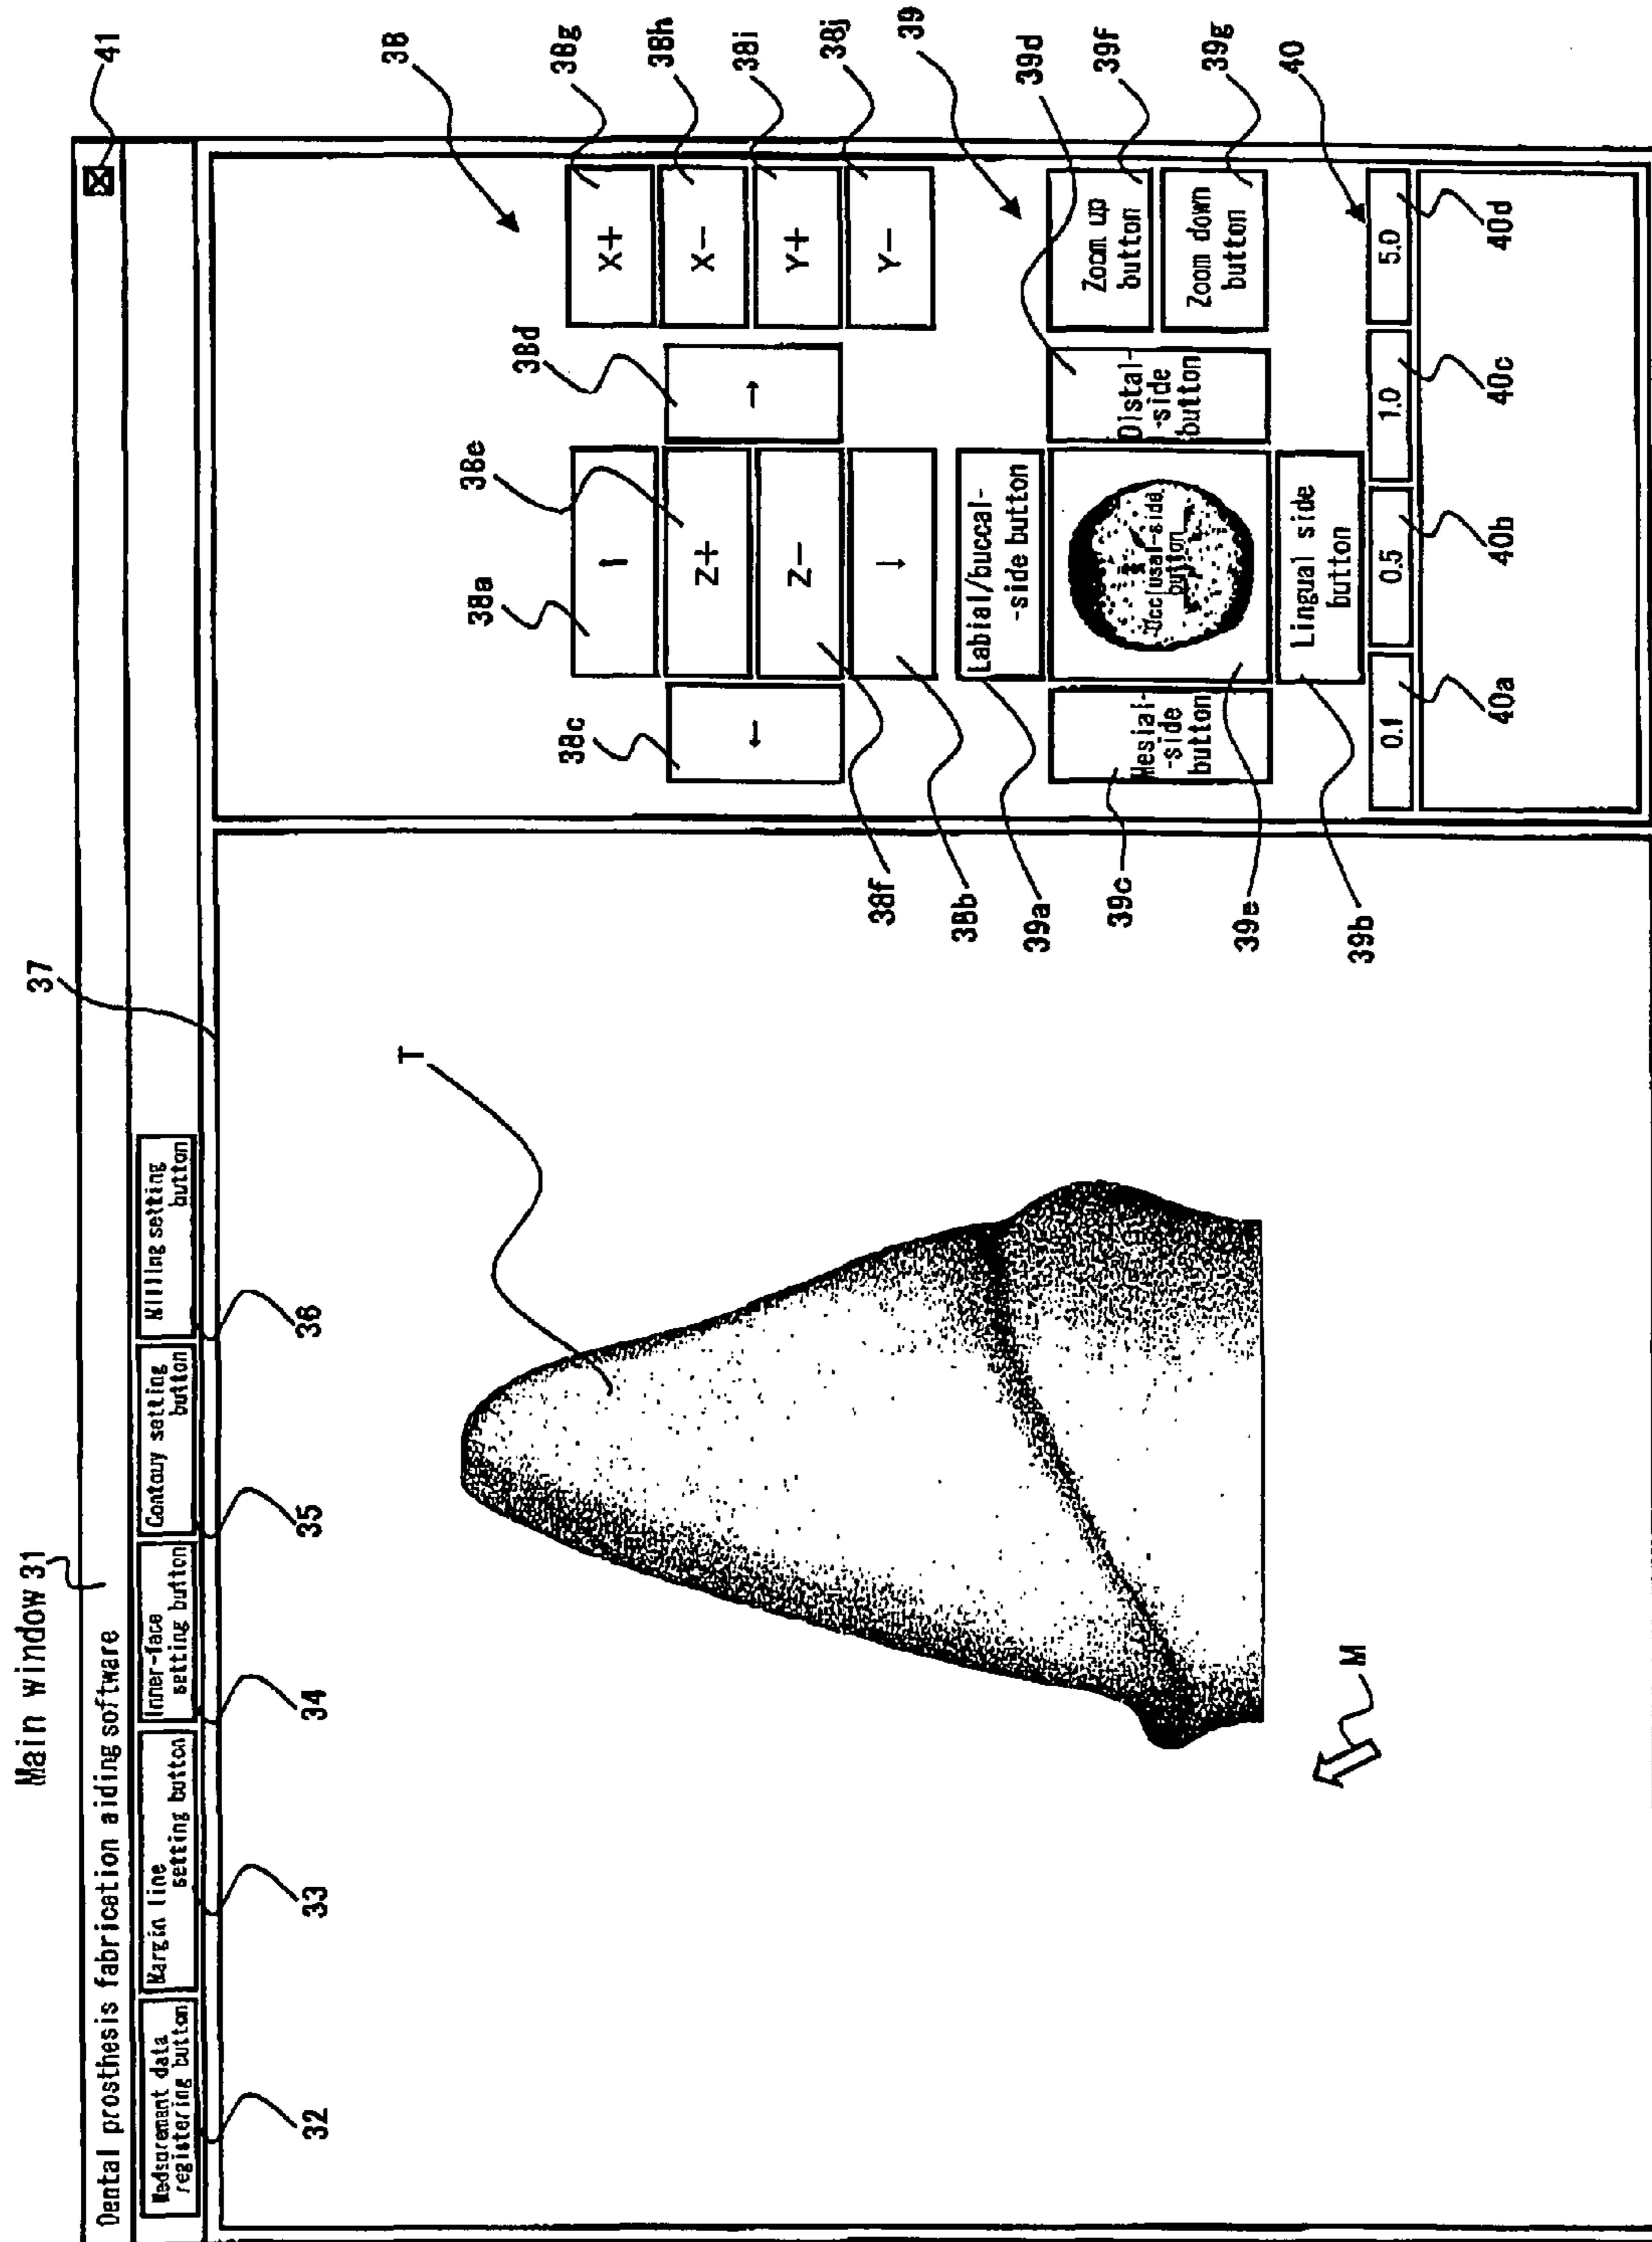 Main window 31
37
41
Dental prosthesis fabrication aiding software
Measurement data
registering button
Margin line
setting button
Inner-face
setting button
Contouy setting
button
Milling setting
button
32
33
34
35
36
T
M
38
38g
38h
38i
38j
38a
38e
38d
38c
↑
Z+
Z−
↓
←
→
X+
X−
Y+
Y−
38f
38b
39
39d
39f
39g
39a
39c
39e
39b
Labial/buccal-
-side button
Mesial-
-side
button
Occlusal-side
button
Distal-
-side
button
Lingual side
button
Zoom up
button
Zoom down
button
40
0.1
0.5
1.0
5.0
40a
40b
40c
40d